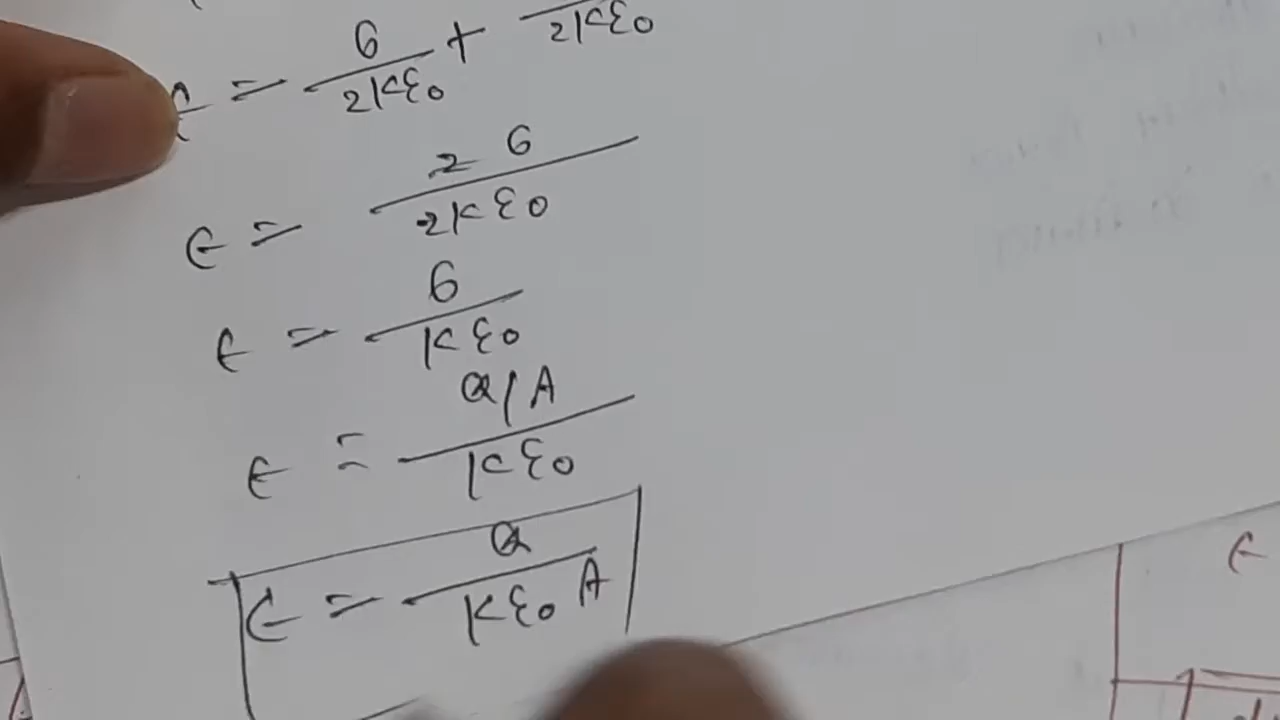 E = σ/2Kε0 + /2Kε0
E = 2σ/2Kε0
E = σ/Kε0
E = Q/A/Kε0
E = Q/Kε0A
E